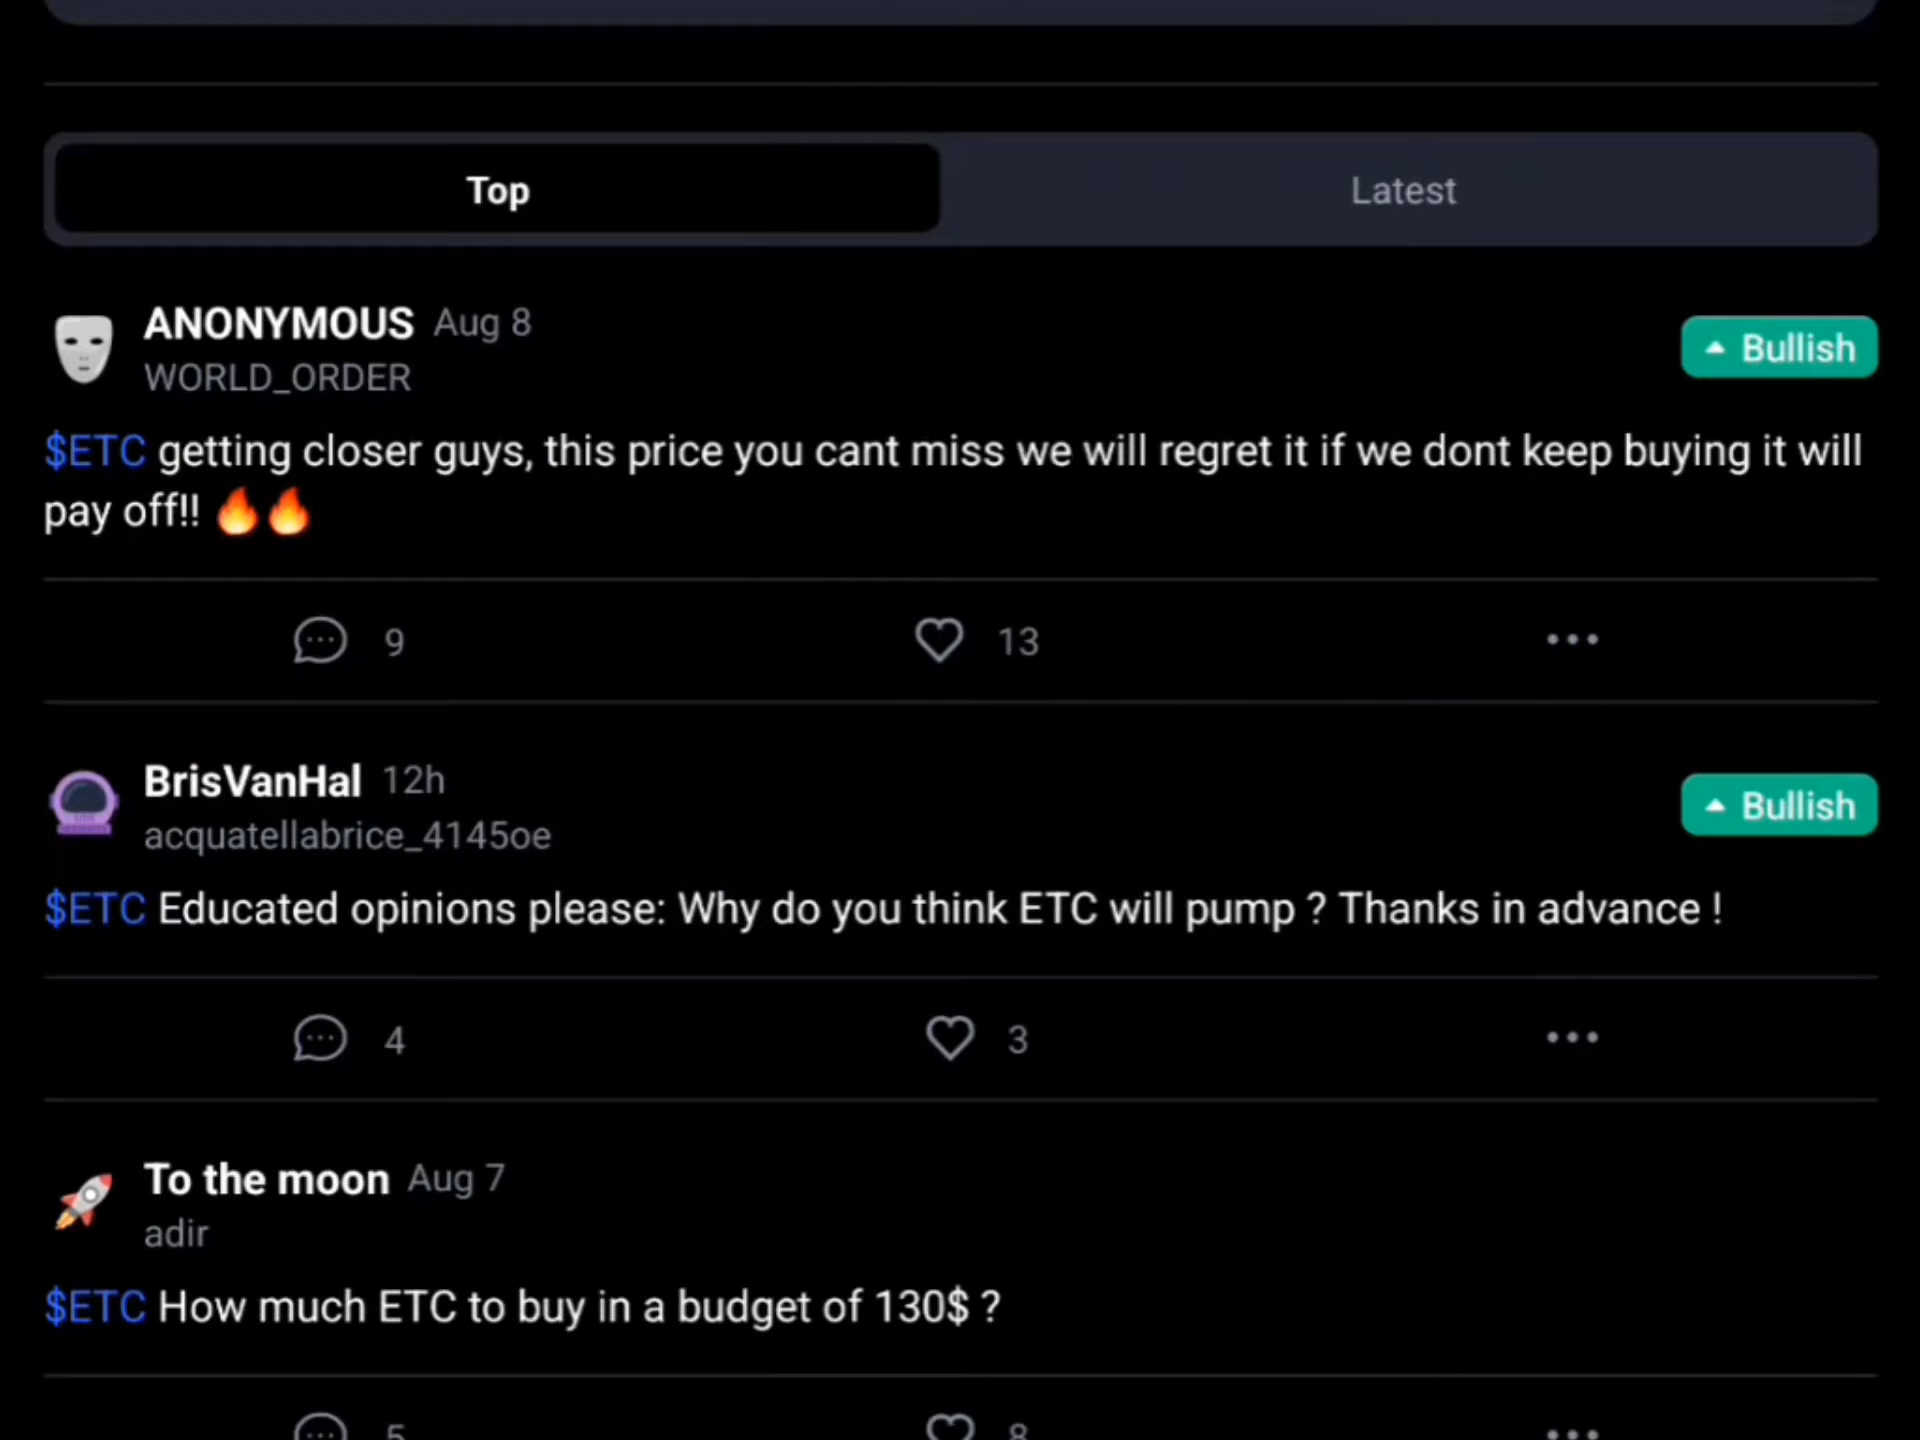 Top
Latest
ANONYMOUS Aug 8
WORLD_ORDER
Bullish
$ETC getting closer guys, this price you cant miss we will regret it if we dont keep buying it will
pay off!! 🔥🔥
9
13
BrisVanHal 12h
acquatellabrice_4145oe
Bullish
$ETC Educated opinions please: Why do you think ETC will pump ? Thanks in advance !
4
3
To the moon Aug 7
adir
$ETC How much ETC to buy in a budget of 130$ ?
5
8